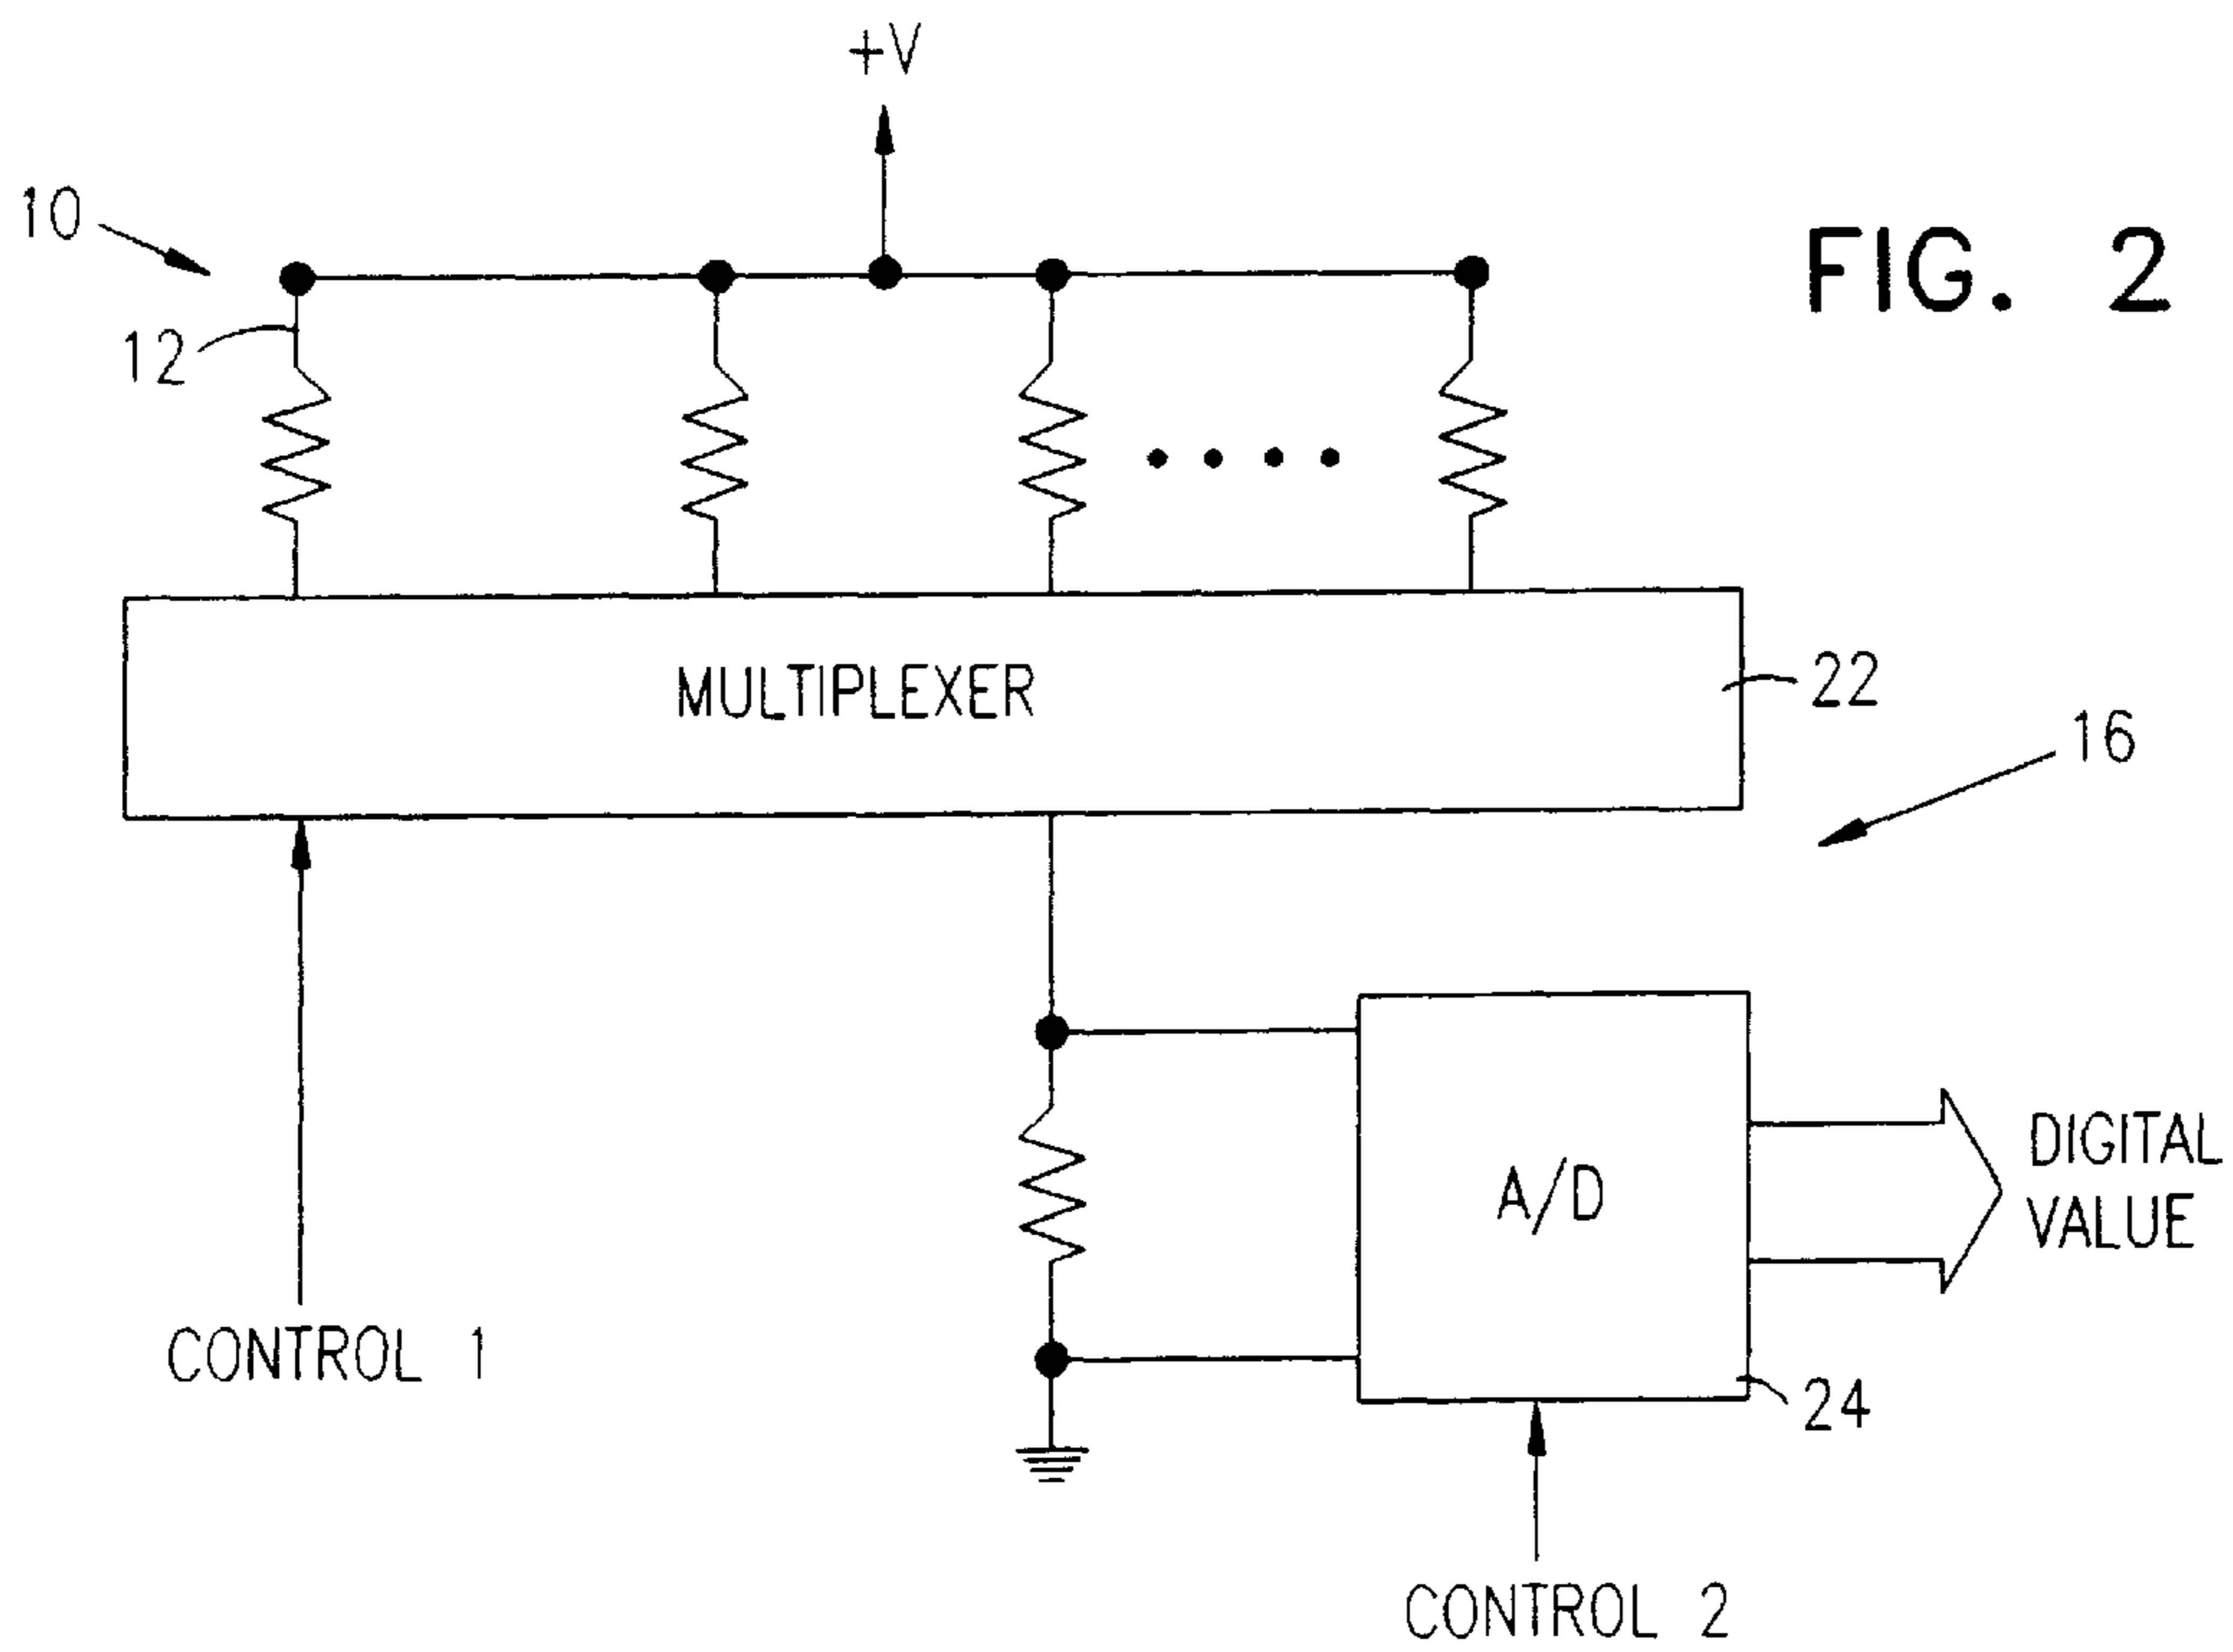 +V
10
FIG. 2
12
MULTIPLEXER
22
16
A/D
DIGITAL
VALUE
CONTROL 1
24
CONTROL 2